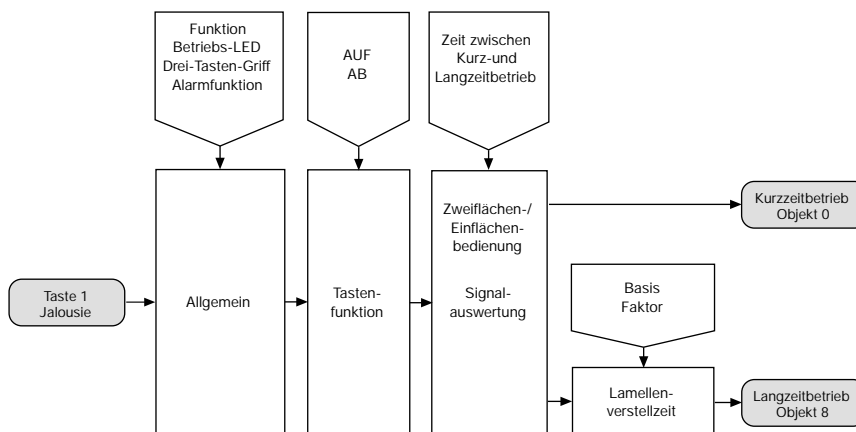 Funktion
Betriebs-LED
Drei-Tasten-Griff
Alarmfunktion
AUF
AB
Zeit zwischen
Kurz-und
Langzeitbetrieb
Taste 1
Jalousie
Allgemein
Tasten-
funktion
Zweiflächen-/
Einflächen-
bedienung
Signal-
auswertung
Kurzzeitbetrieb
Objekt 0
Basis
Faktor
Lamellen-
verstellzeit
Langzeitbetrieb
Objekt 8